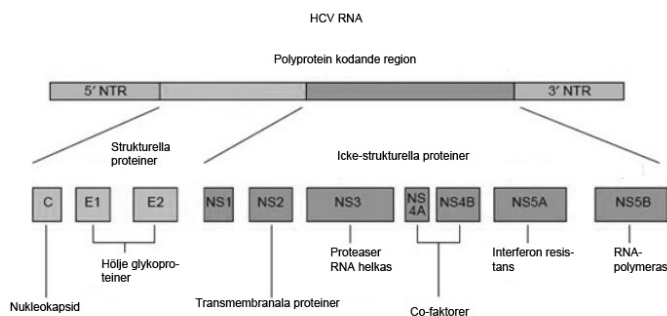 HCV RNA
Polyprotein kodande region
5' NTR
3' NTR
Strukturella
proteiner
Icke-strukturella proteiner
C
E1
E2
NS1
NS2
NS3
NS
4A
NS4B
NS5A
NS5B
Hölje glykopro-
teiner
Nukleokapsid
Transmembranala proteiner
Proteaser
RNA helkas
Co-faktorer
Interferon resis-
tans
RNA-
polymeras